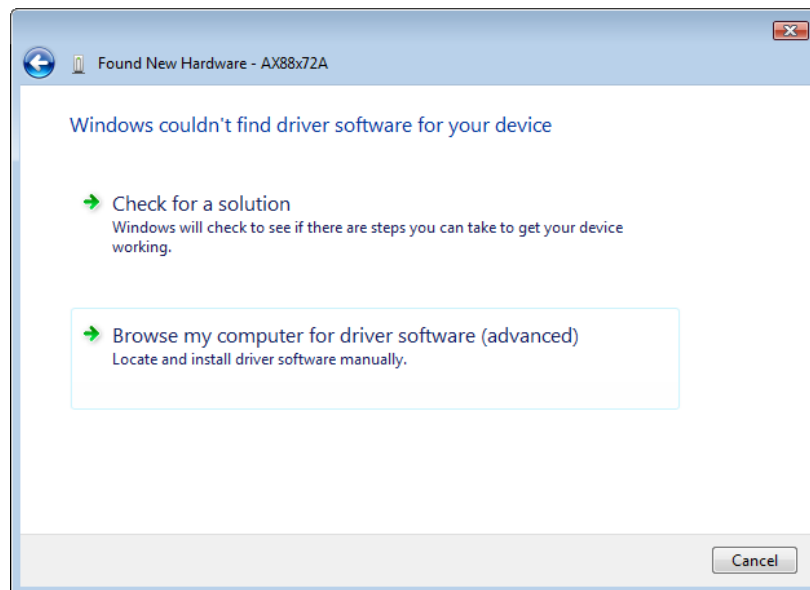 Found New Hardware - AX88x72A
Windows couldn't find driver software for your device
Check for a solution
Windows will check to see if there are steps you can take to get your device
working.
Browse my computer for driver software (advanced)
Locate and install driver software manually.
Cancel